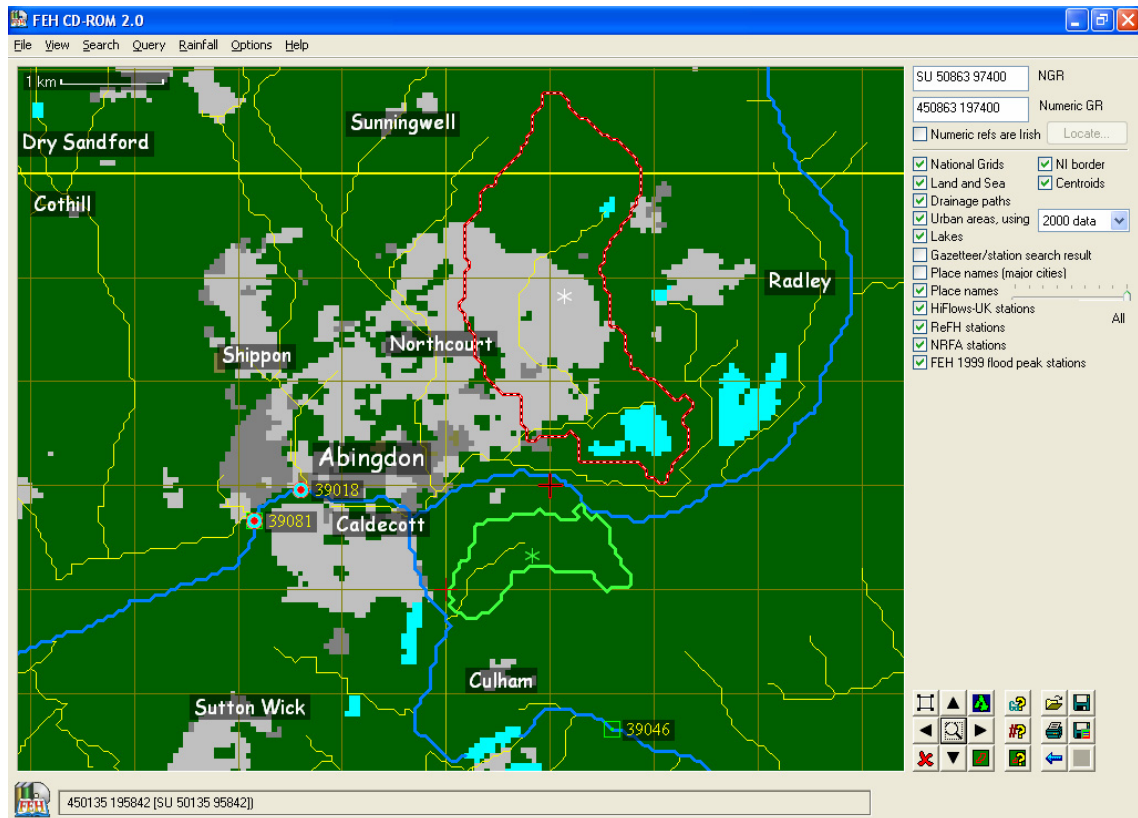 FEH CD-ROM 2.0
File View Search Query Rainfall Options Help
1 km
Sunningwell
Dry Sandford
Cothill
Radley
Northcourt
Shippon
Abingdon
39018
39081
Caldecott
Culham
Sutton Wick
39046
SU 50863 97400 NGR
450863 197400 Numeric GR
Numeric refs are Irish Locate...
National Grids NI border
Land and Sea Centroids
Drainage paths
Urban areas, using 2000 data
Lakes
Gazetteer/station search result
Place names (major cities)
Place names
HiFlows-UK stations All
ReFH stations
NRFA stations
FEH 1999 flood peak stations
G?
#?
?
FEH
450135 195842 [SU 50135 95842])